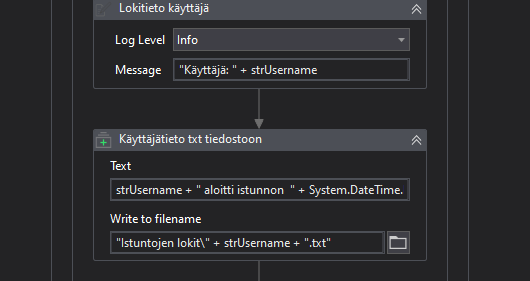 Lokitieto käyttäjä
Log Level Info
Message "Käyttäjä: " + strUsername
Käyttäjätieto txt tiedostoon
Text
strUsername + " aloitti istunnon  " + System.DateTime.
Write to filename
"Istuntojen lokit\" + strUsername + ".txt"